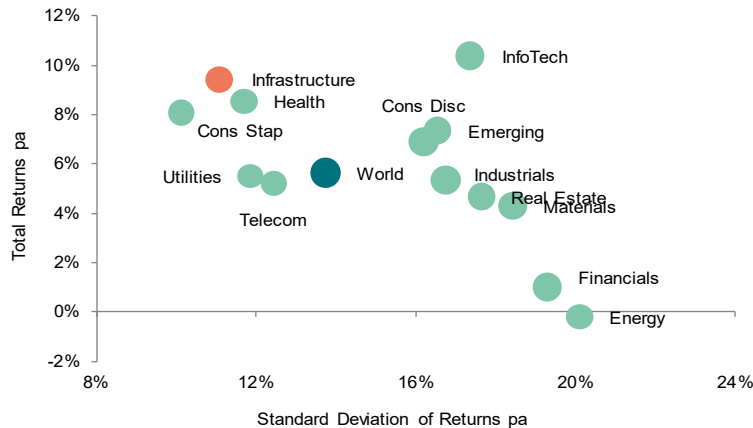 12%
10%
8%
6%
4%
2%
0%
-2%
Total Returns pa
InfoTech
Infrastructure
Health
Cons Disc
Cons Stap
Emerging
Utilities
World
Industrials
Real Estate
Materials
Telecom
Financials
Energy
8%
12%
16%
20%
24%
Standard Deviation of Returns pa